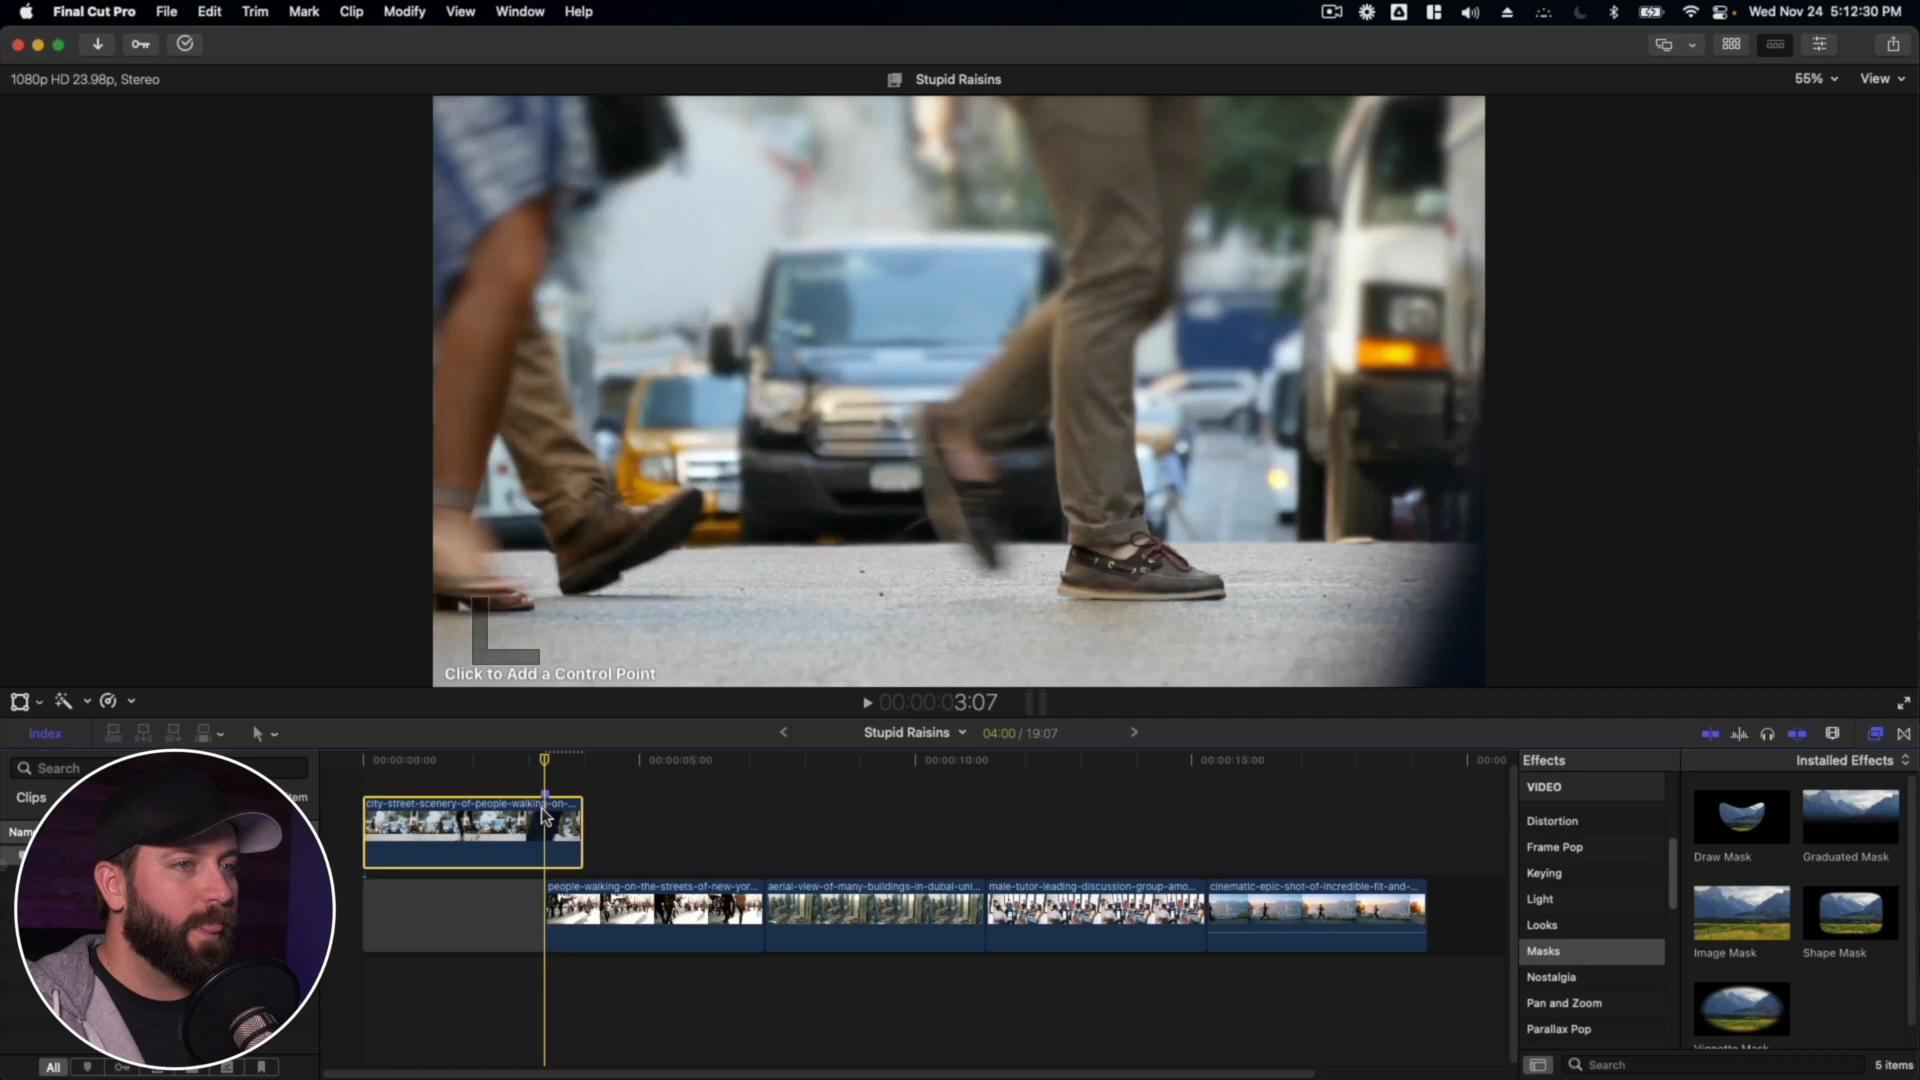 Final Cut Pro File Edit Trim Mark Clip Modify View Window Help Wed Nov 24 5:12:30 PM
1080p HD 23.98p, Stereo Stupid Raisins 55% View
Click to Add a Control Point
00:00:03:07
Index Stupid Raisins 04:00 / 19:07
Search 00:00:00:00 00:00:05:00 00:00:10:00 00:00:15:00 00:00 Effects Installed Effects
Clips
VIDEO
city-street-scenery-of-people-walking-on-...
Distortion
Frame Pop
Draw Mask Graduated Mask
Keying
people-walking-on-the-streets-of-new-yor... aerial-view-of-many-buildings-in-dubai-uni... male-tutor-leading-discussion-group-amo... cinematic-epic-shot-of-incredible-fit-and-...
Light
Looks
Masks
Image Mask Shape Mask
Nostalgia
Pan and Zoom
Parallax Pop
Vignette Mask
All Search 5 items